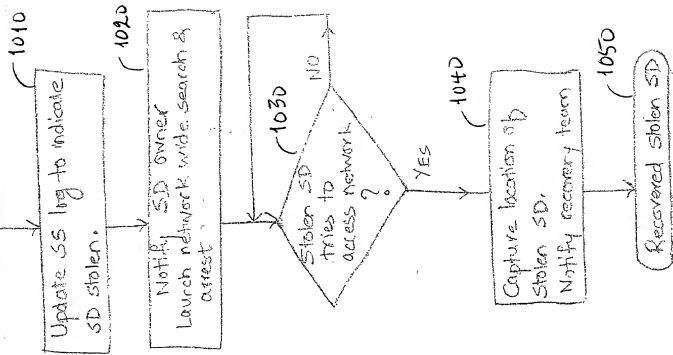 1010
Update SS log to indicate
SD stolen.
1020
Notify SD owner
Launch network wide search &
arrest.
1030
Stolen SD
tries to
access network
?
NO
YES
1040
Capture location of
Stolen SD.
Notify recovery team
1050
Recovered stolen SD